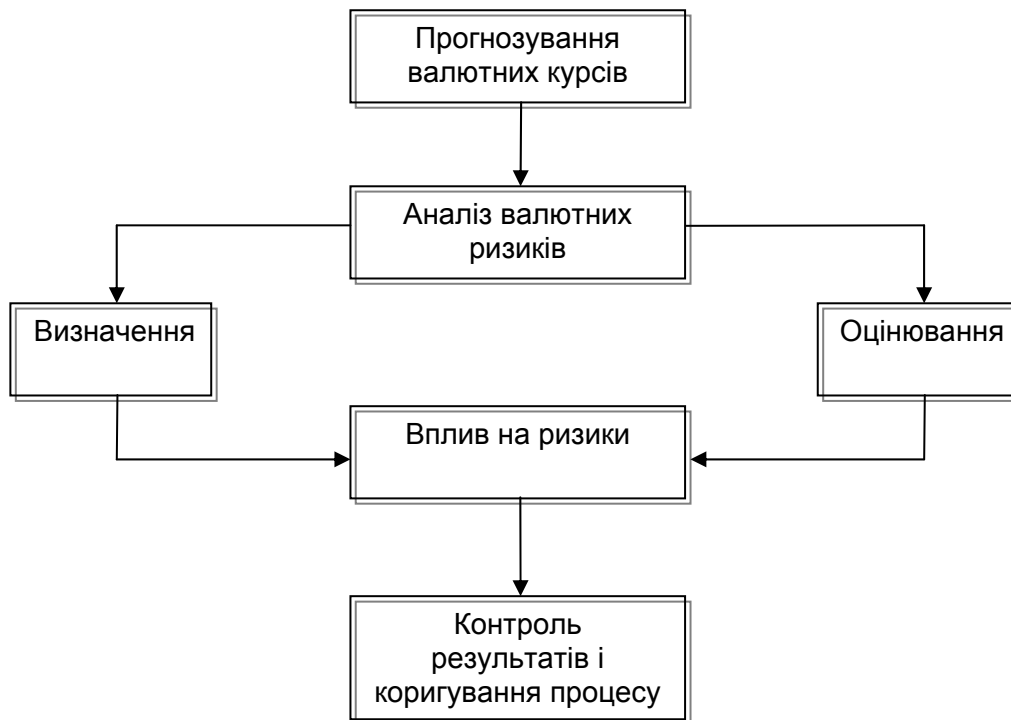 Прогнозування
валютних курсів
Аналіз валютних
ризиків
Визначення
Оцінювання
Вплив на ризики
Контроль
результатів і
коригування процесу